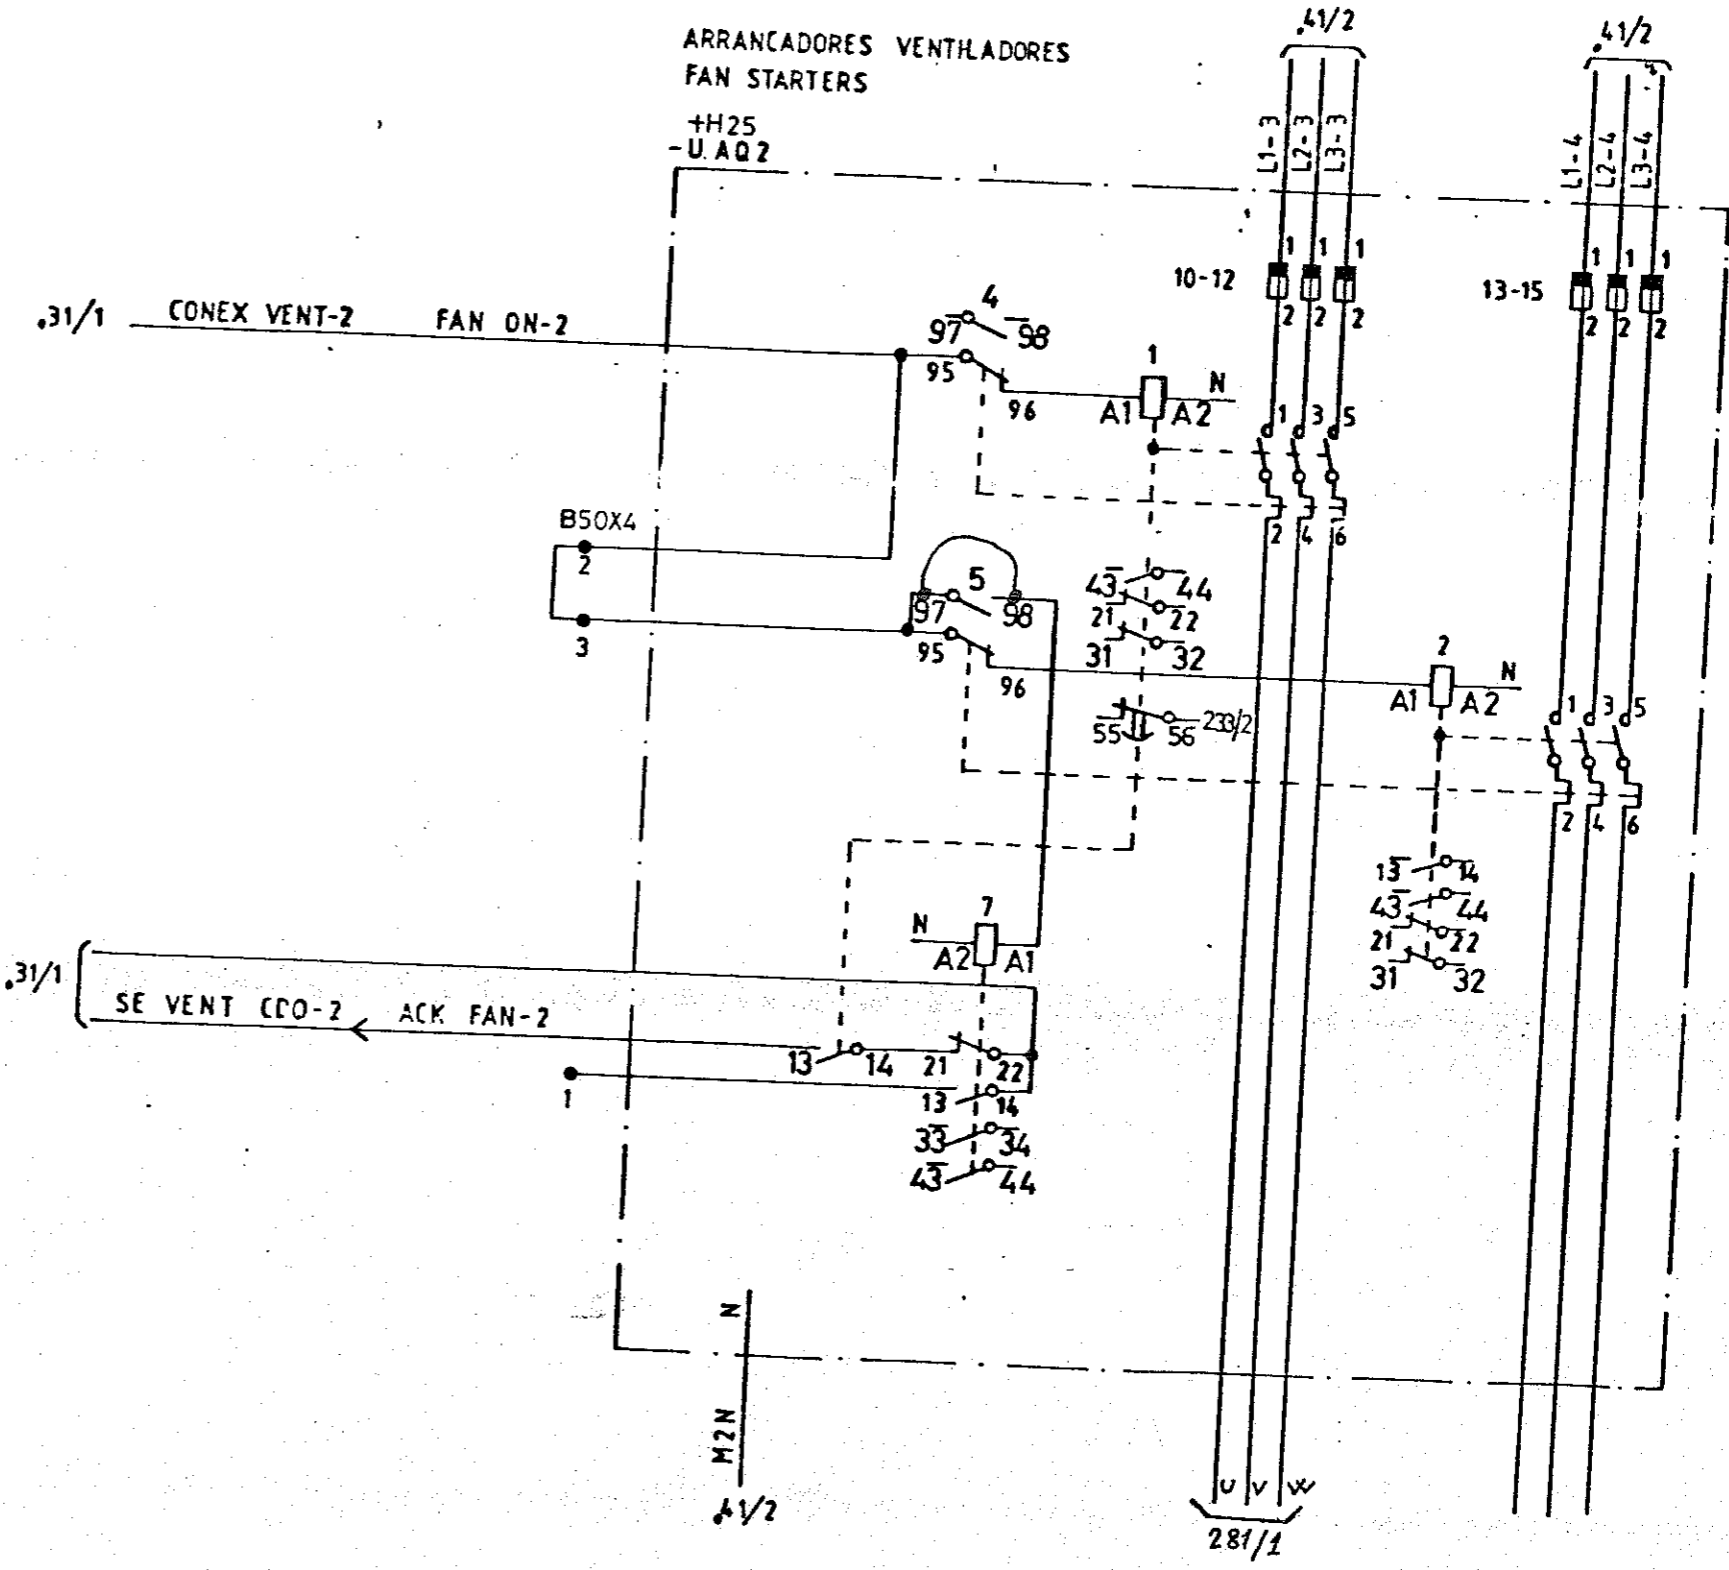 ARRANCADORES VENTILADORES
FAN STARTERS
+H25
-U.AQ2
.41/2
.41/2
L1-3 L2-3 L3-3
L1-4 L2-4 L3-4
10-12
1 1 1
2 2 2
13-15
1 1 1
2 2 2
.31/1 CONEX VENT-2 FAN ON-2
4
97 98
95 96
1
A1 A2 N
1 3 5
2 4 6
B50X4
2
3
5
97 98
95 96
43 44
21 22
31 32
55 56 233/2
2
A1 A2 N
1 3 5
2 4 6
13 14
43 44
21 22
31 32
N 7
A2 A1
.31/1
SE VENT CDO-2 ACK FAN-2
13 14 21 22
1
13 14
33 34
43 44
N
M2N
.41/2
U V W
281/1